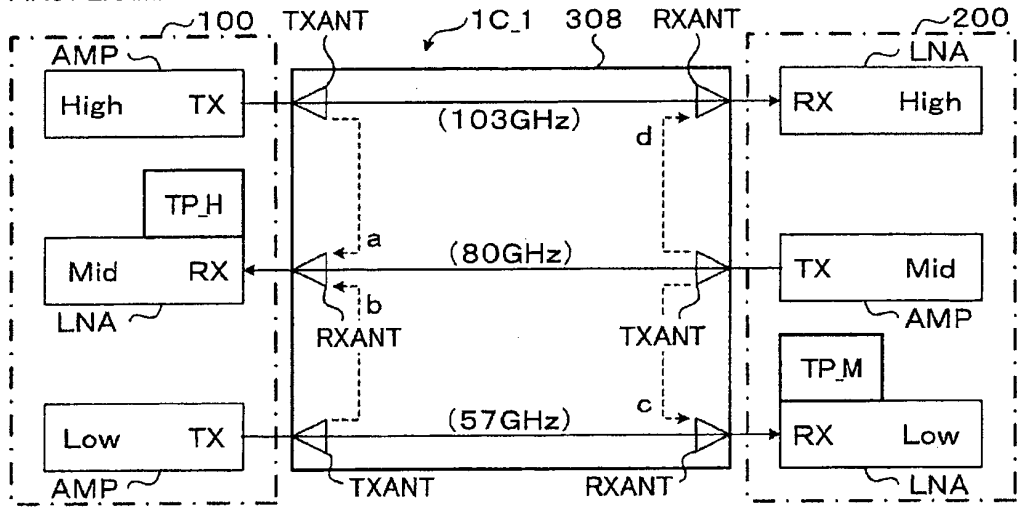 100
TXANT
1C_1
308
RXANT
200
AMP
LNA
High TX
(103GHz)
RX High
d
TP_H
a
Mid RX
(80GHz)
TX Mid
b
LNA
RXANT
TXANT
AMP
TP_M
c
Low TX
(57GHz)
RX Low
AMP
TXANT
RXANT
LNA